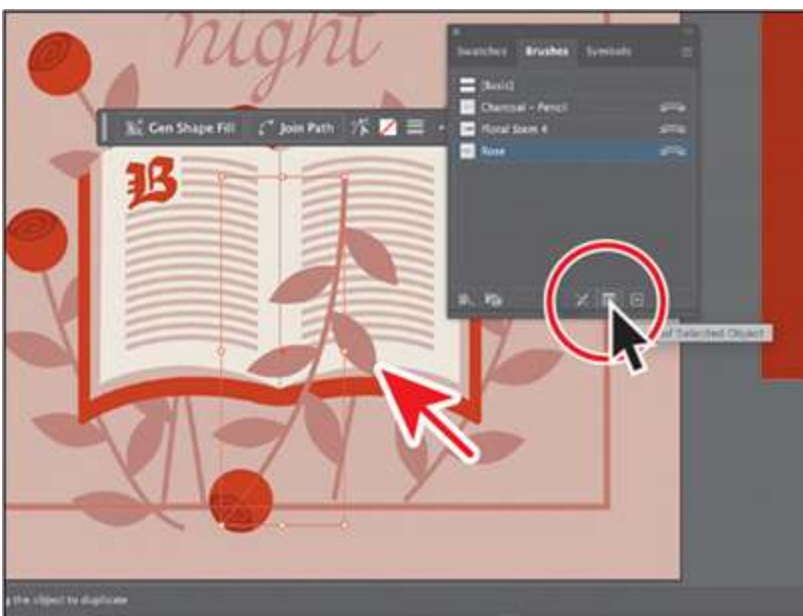 night
Swatches Brushes Symbols
[Basic]
Charcoal - Pencil
Floral Stem 4
Rose
Gen Shape Fill Join Path
B
of Selected Object
g the object to duplicate